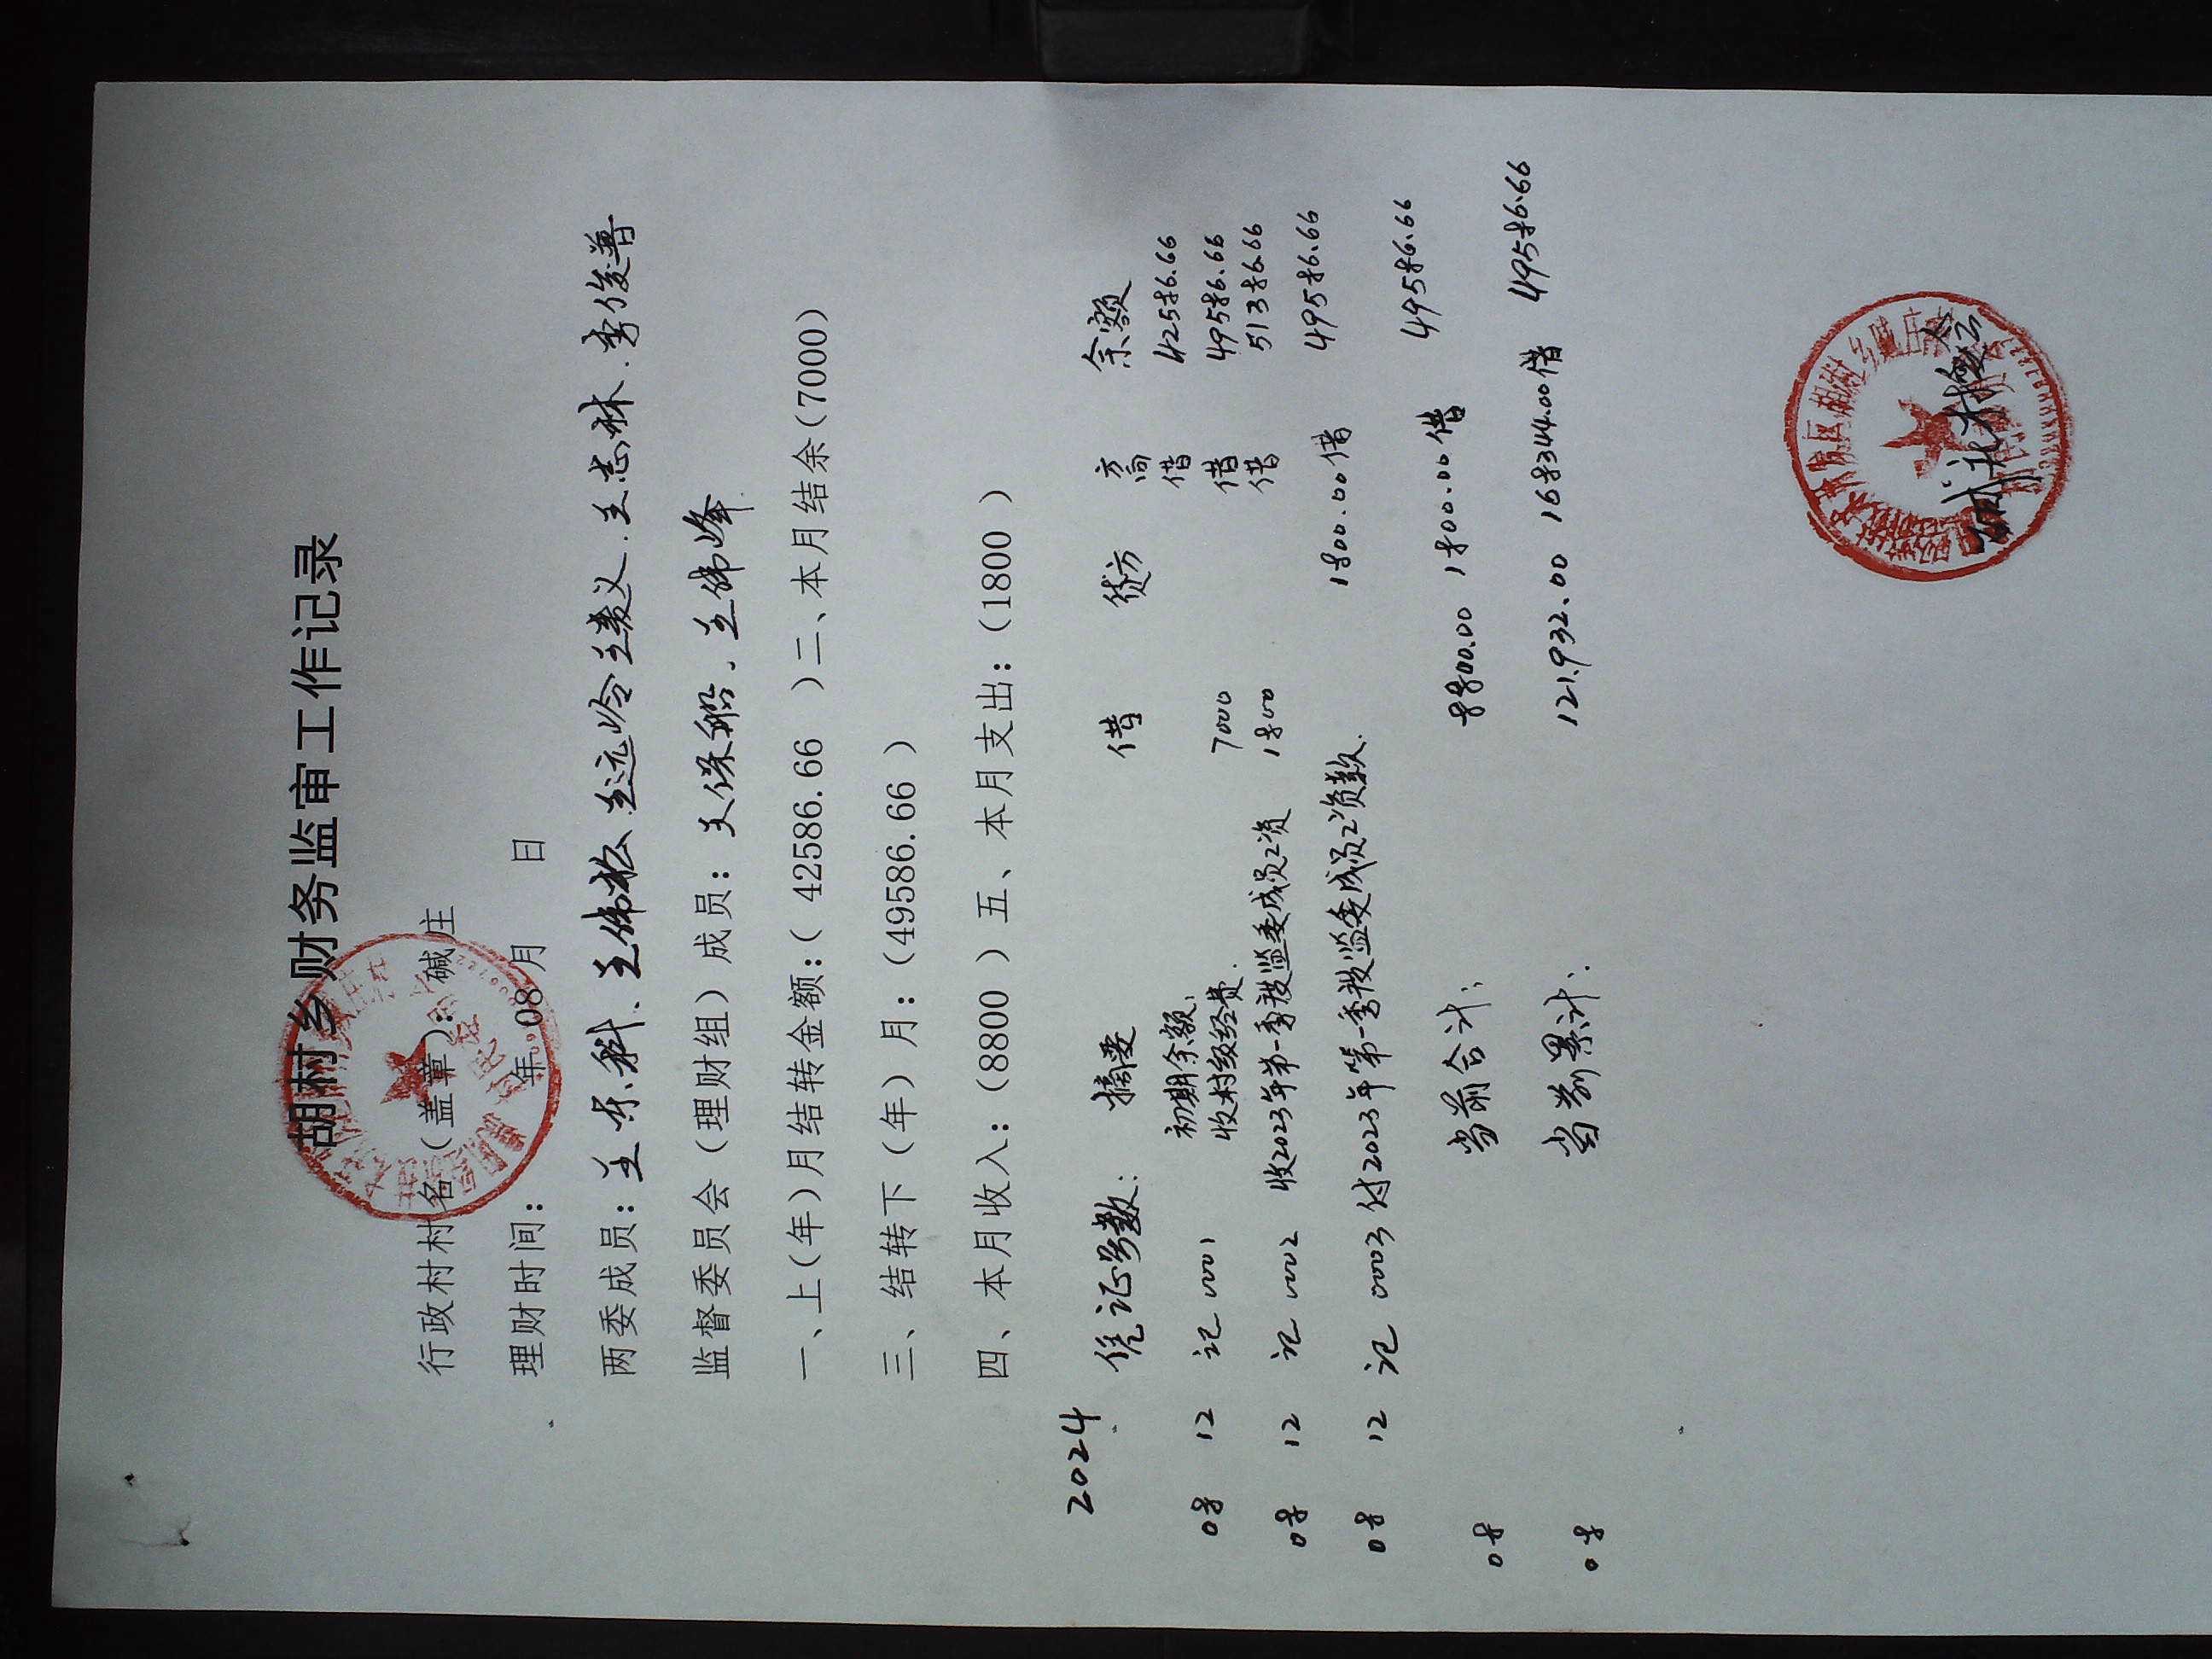 胡村乡财务监审工作记录
行政村村名（盖章）：碱庄
理财时间： 年 08 月 日
两委成员：王乐科、王伟松 王远岭 王义 王志林、李俊普
监督委员会（理财组）成员：王保船、王伟峰
一、上（年）月结转金额：（ 42586.66 ）二、本月结余（7000）
三、结转下（年）月：（49586.66 ）
四、本月收入：（8800 ）五、本月支出：（1800 ）
2024 凭证号数： 摘要 借 贷方 方向 余额
初期余额： 借 42586.66
08 12 记 0001 收村级经费. 7000 借 49586.66
08 12 记 0002 收2023年第一季度监委成员工资 1800 借 51386.66
08 12 记 0003 付2023年第一季度监委成员工资款. 1800.00 借 49586.66
08 当前合计： 8800.00 1800.00 借 49586.66
08 当前累计： 121.932.00 168344.00 借 49586.66